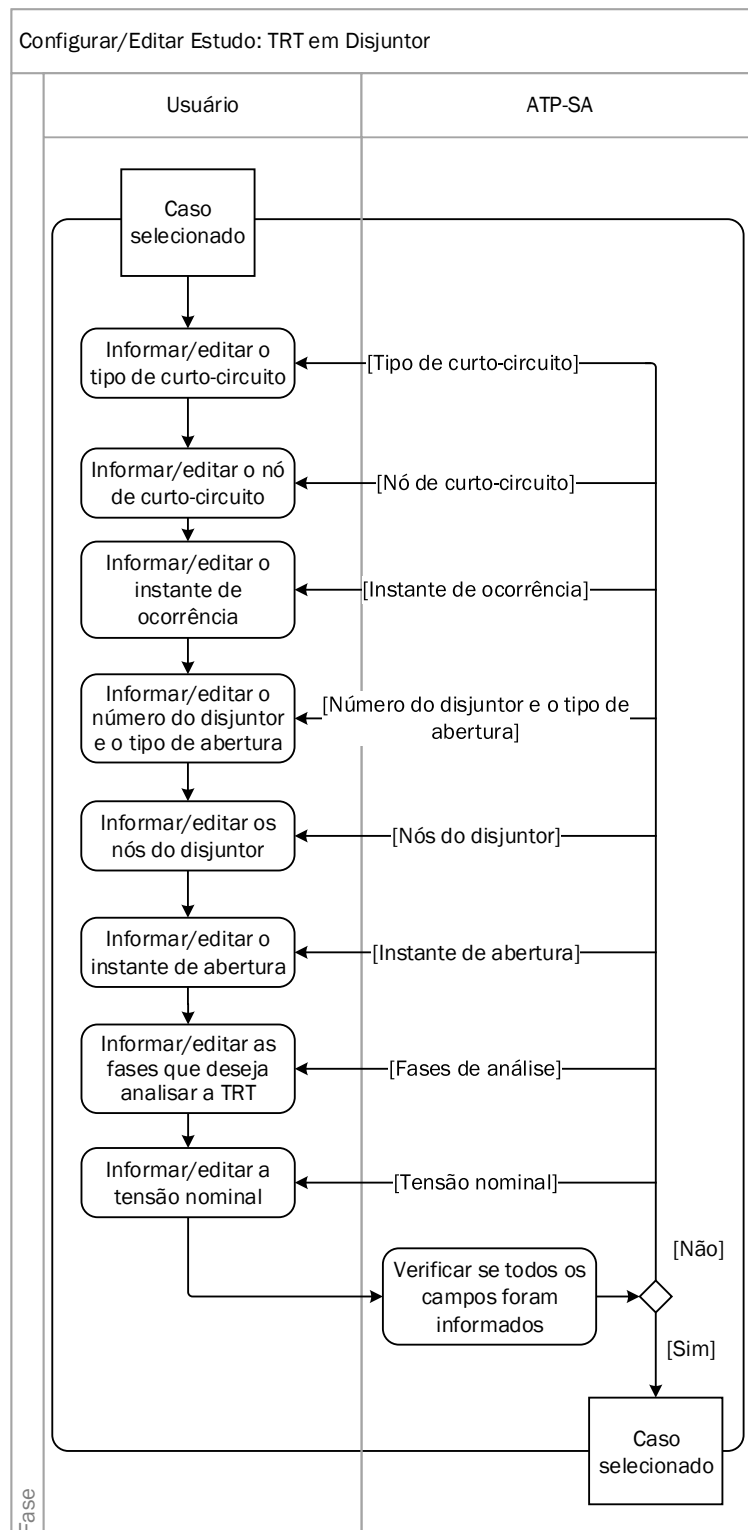 Configurar/Editar Estudo: TRT em Disjuntor
Usuário
ATP-SA
Caso
selecionado
Informar/editar o
tipo de curto-circuito
[Tipo de curto-circuito]
Informar/editar o nó
de curto-circuito
[Nó de curto-circuito]
Informar/editar o
instante de
ocorrência
[Instante de ocorrência]
Informar/editar o
número do disjuntor
e o tipo de abertura
[Número do disjuntor e o tipo de
abertura]
Informar/editar os
nós do disjuntor
[Nós do disjuntor]
Informar/editar o
instante de abertura
[Instante de abertura]
Informar/editar as
fases que deseja
analisar a TRT
[Fases de análise]
Informar/editar a
tensão nominal
[Tensão nominal]
[Não]
Verificar se todos os
campos foram
informados
[Sim]
Caso
selecionado
Fase